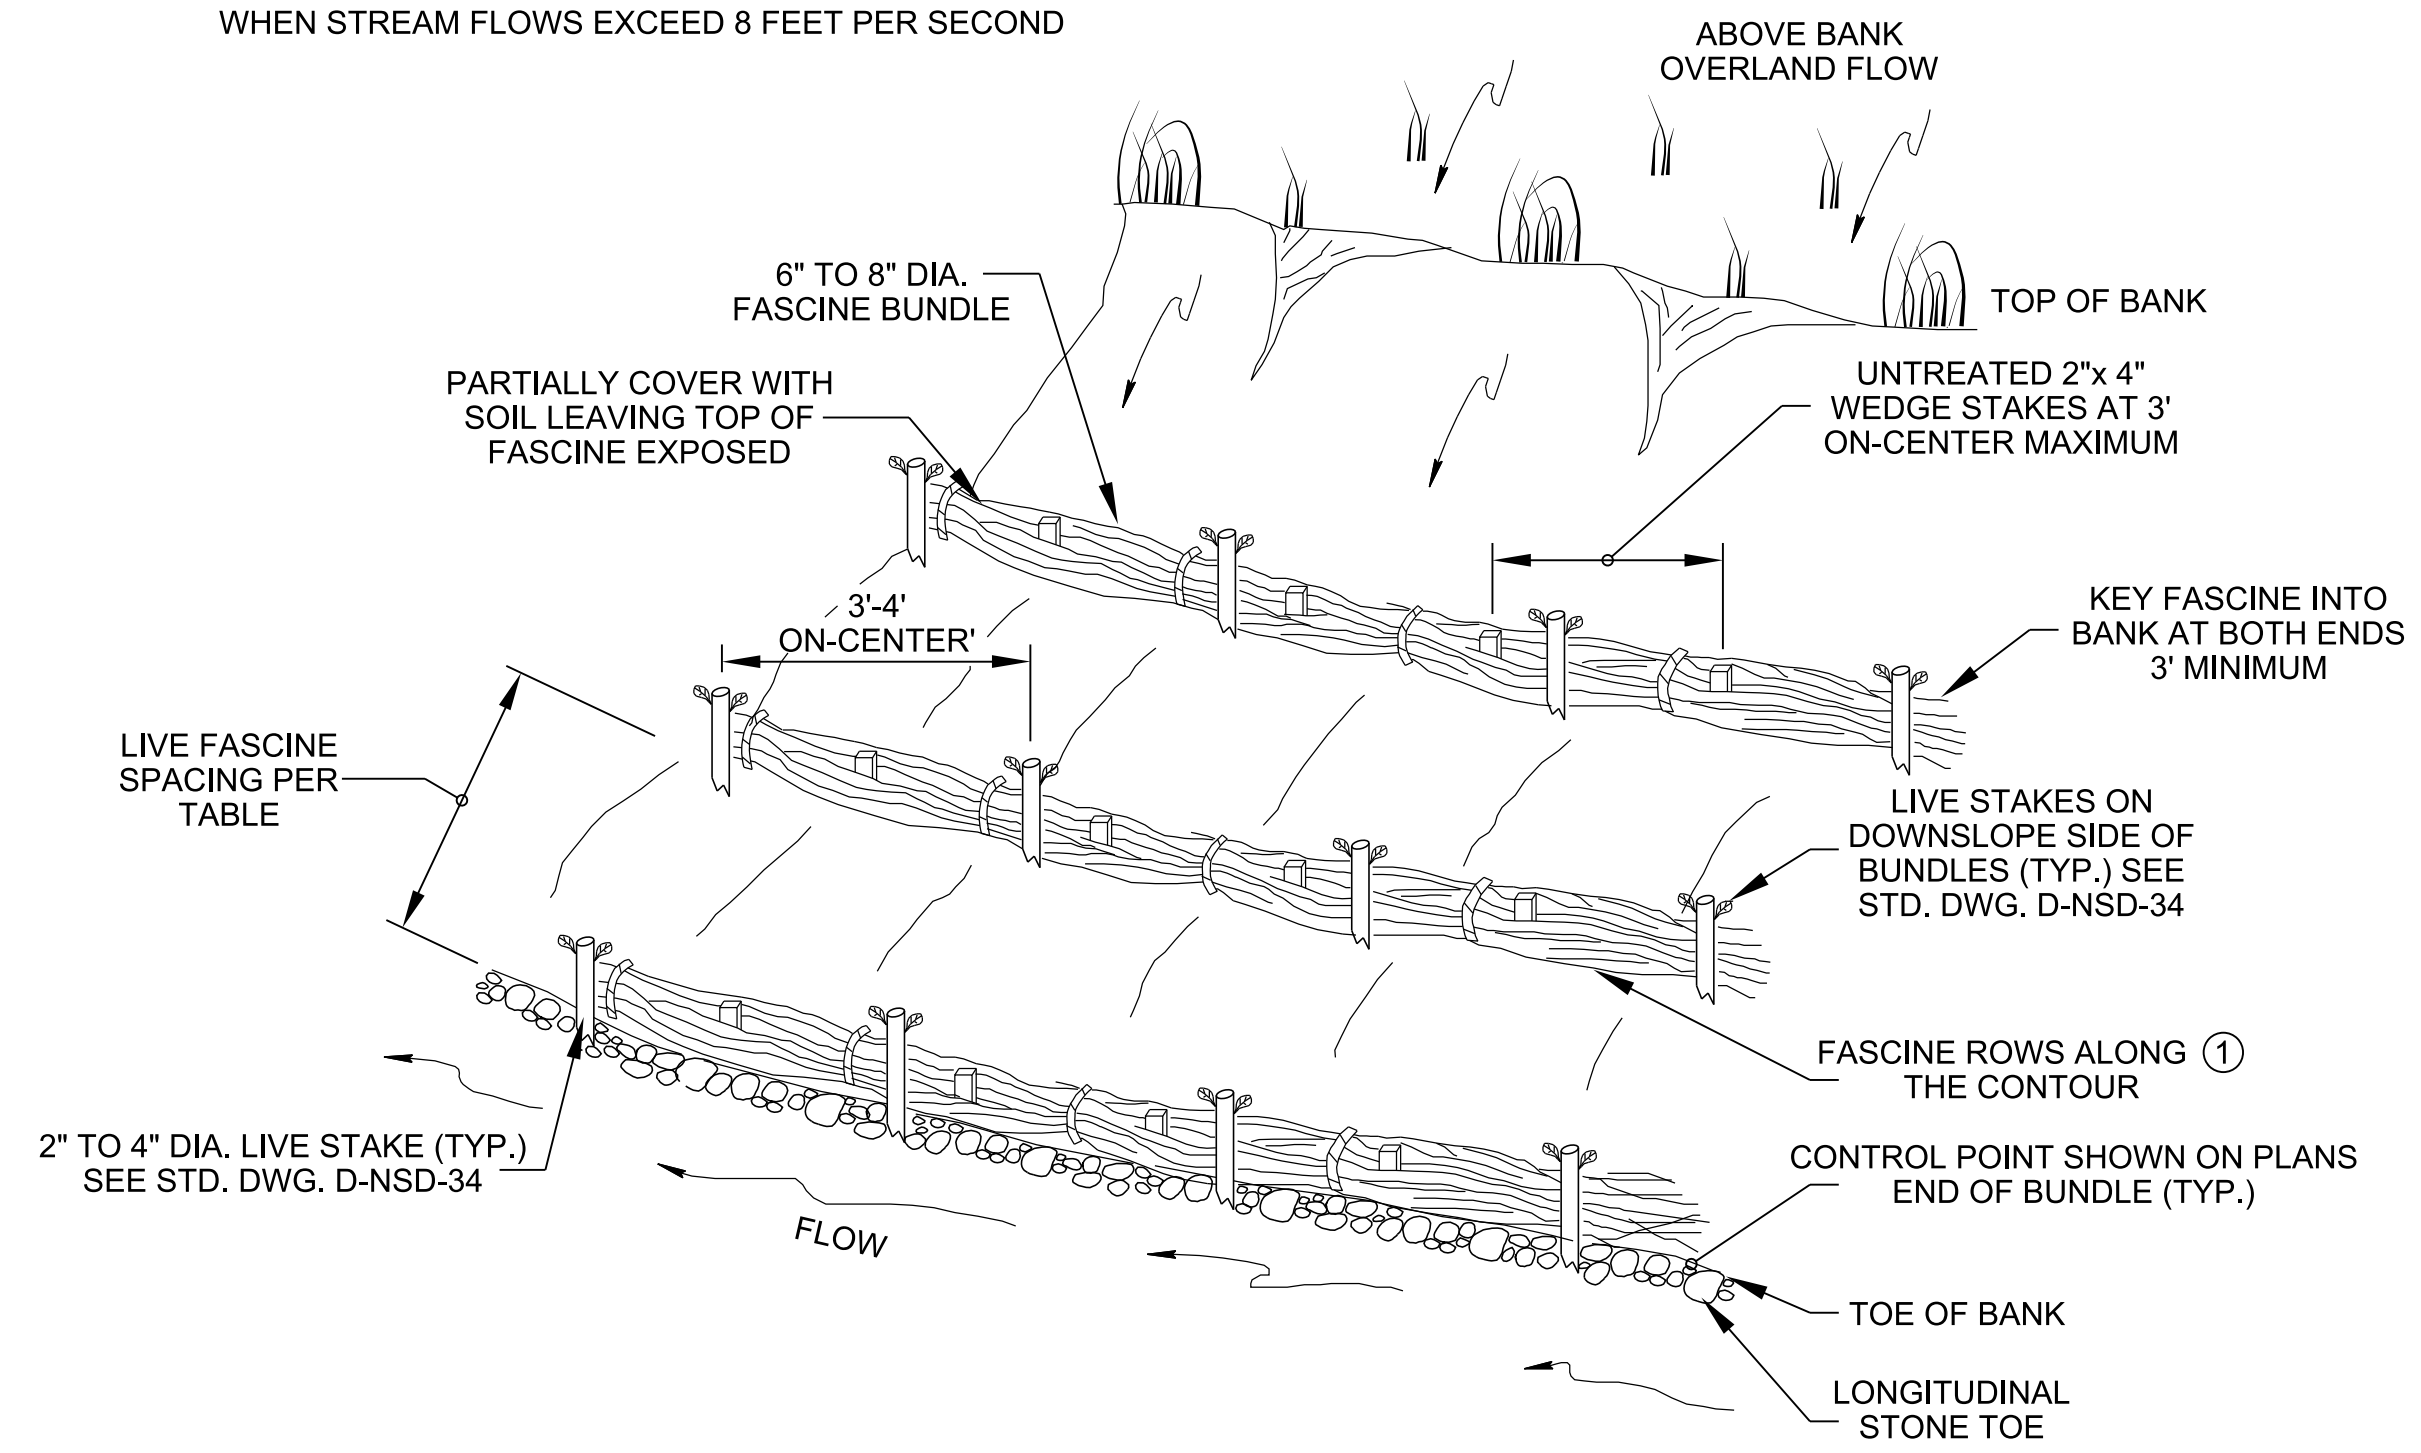 WHEN STREAM FLOWS EXCEED 8 FEET PER SECOND
ABOVE BANK
OVERLAND FLOW
6" TO 8" DIA.
FASCINE BUNDLE
TOP OF BANK
PARTIALLY COVER WITH
SOIL LEAVING TOP OF
FASCINE EXPOSED
UNTREATED 2"x 4"
WEDGE STAKES AT 3'
ON-CENTER MAXIMUM
3'-4'
ON-CENTER'
KEY FASCINE INTO
BANK AT BOTH ENDS
3' MINIMUM
LIVE FASCINE
SPACING PER
TABLE
LIVE STAKES ON
DOWNSLOPE SIDE OF
BUNDLES (TYP.) SEE
STD. DWG. D-NSD-34
FASCINE ROWS ALONG 1
THE CONTOUR
2" TO 4" DIA. LIVE STAKE (TYP.)
SEE STD. DWG. D-NSD-34
CONTROL POINT SHOWN ON PLANS
END OF BUNDLE (TYP.)
FLOW
TOE OF BANK
LONGITUDINAL
STONE TOE